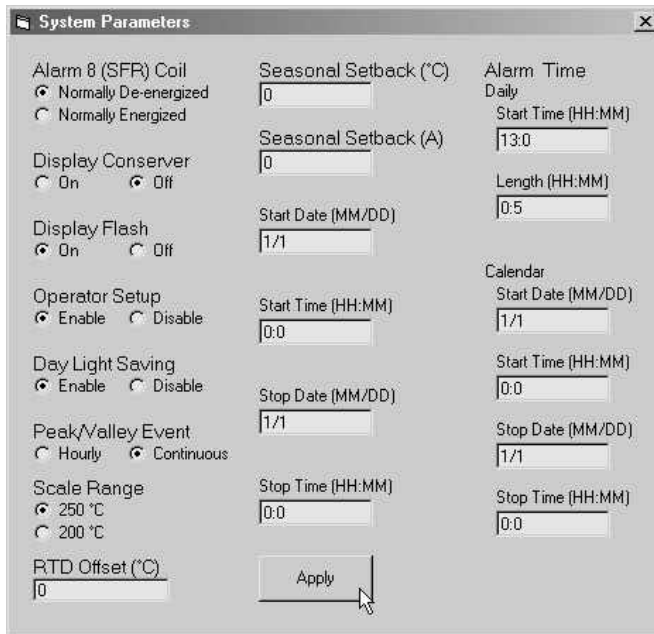 System Parameters
Alarm 8 (SFR) Coil
Normally De-energized
Normally Energized
Display Conserver
On Off
Display Flash
On Off
Operator Setup
Enable Disable
Day Light Saving
Enable Disable
Peak/Valley Event
Hourly Continuous
Scale Range
250 °C
200 °C
RTD Offset (°C)
0
Seasonal Setback (°C)
0
Seasonal Setback (A)
0
Start Date (MM/DD)
1/1
Start Time (HH:MM)
0:0
Stop Date (MM/DD)
1/1
Stop Time (HH:MM)
0:0
Apply
Alarm Time
Daily
Start Time (HH:MM)
13:0
Length (HH:MM)
0:5
Calendar
Start Date (MM/DD)
1/1
Start Time (HH:MM)
0:0
Stop Date (MM/DD)
1/1
Stop Time (HH:MM)
0:0